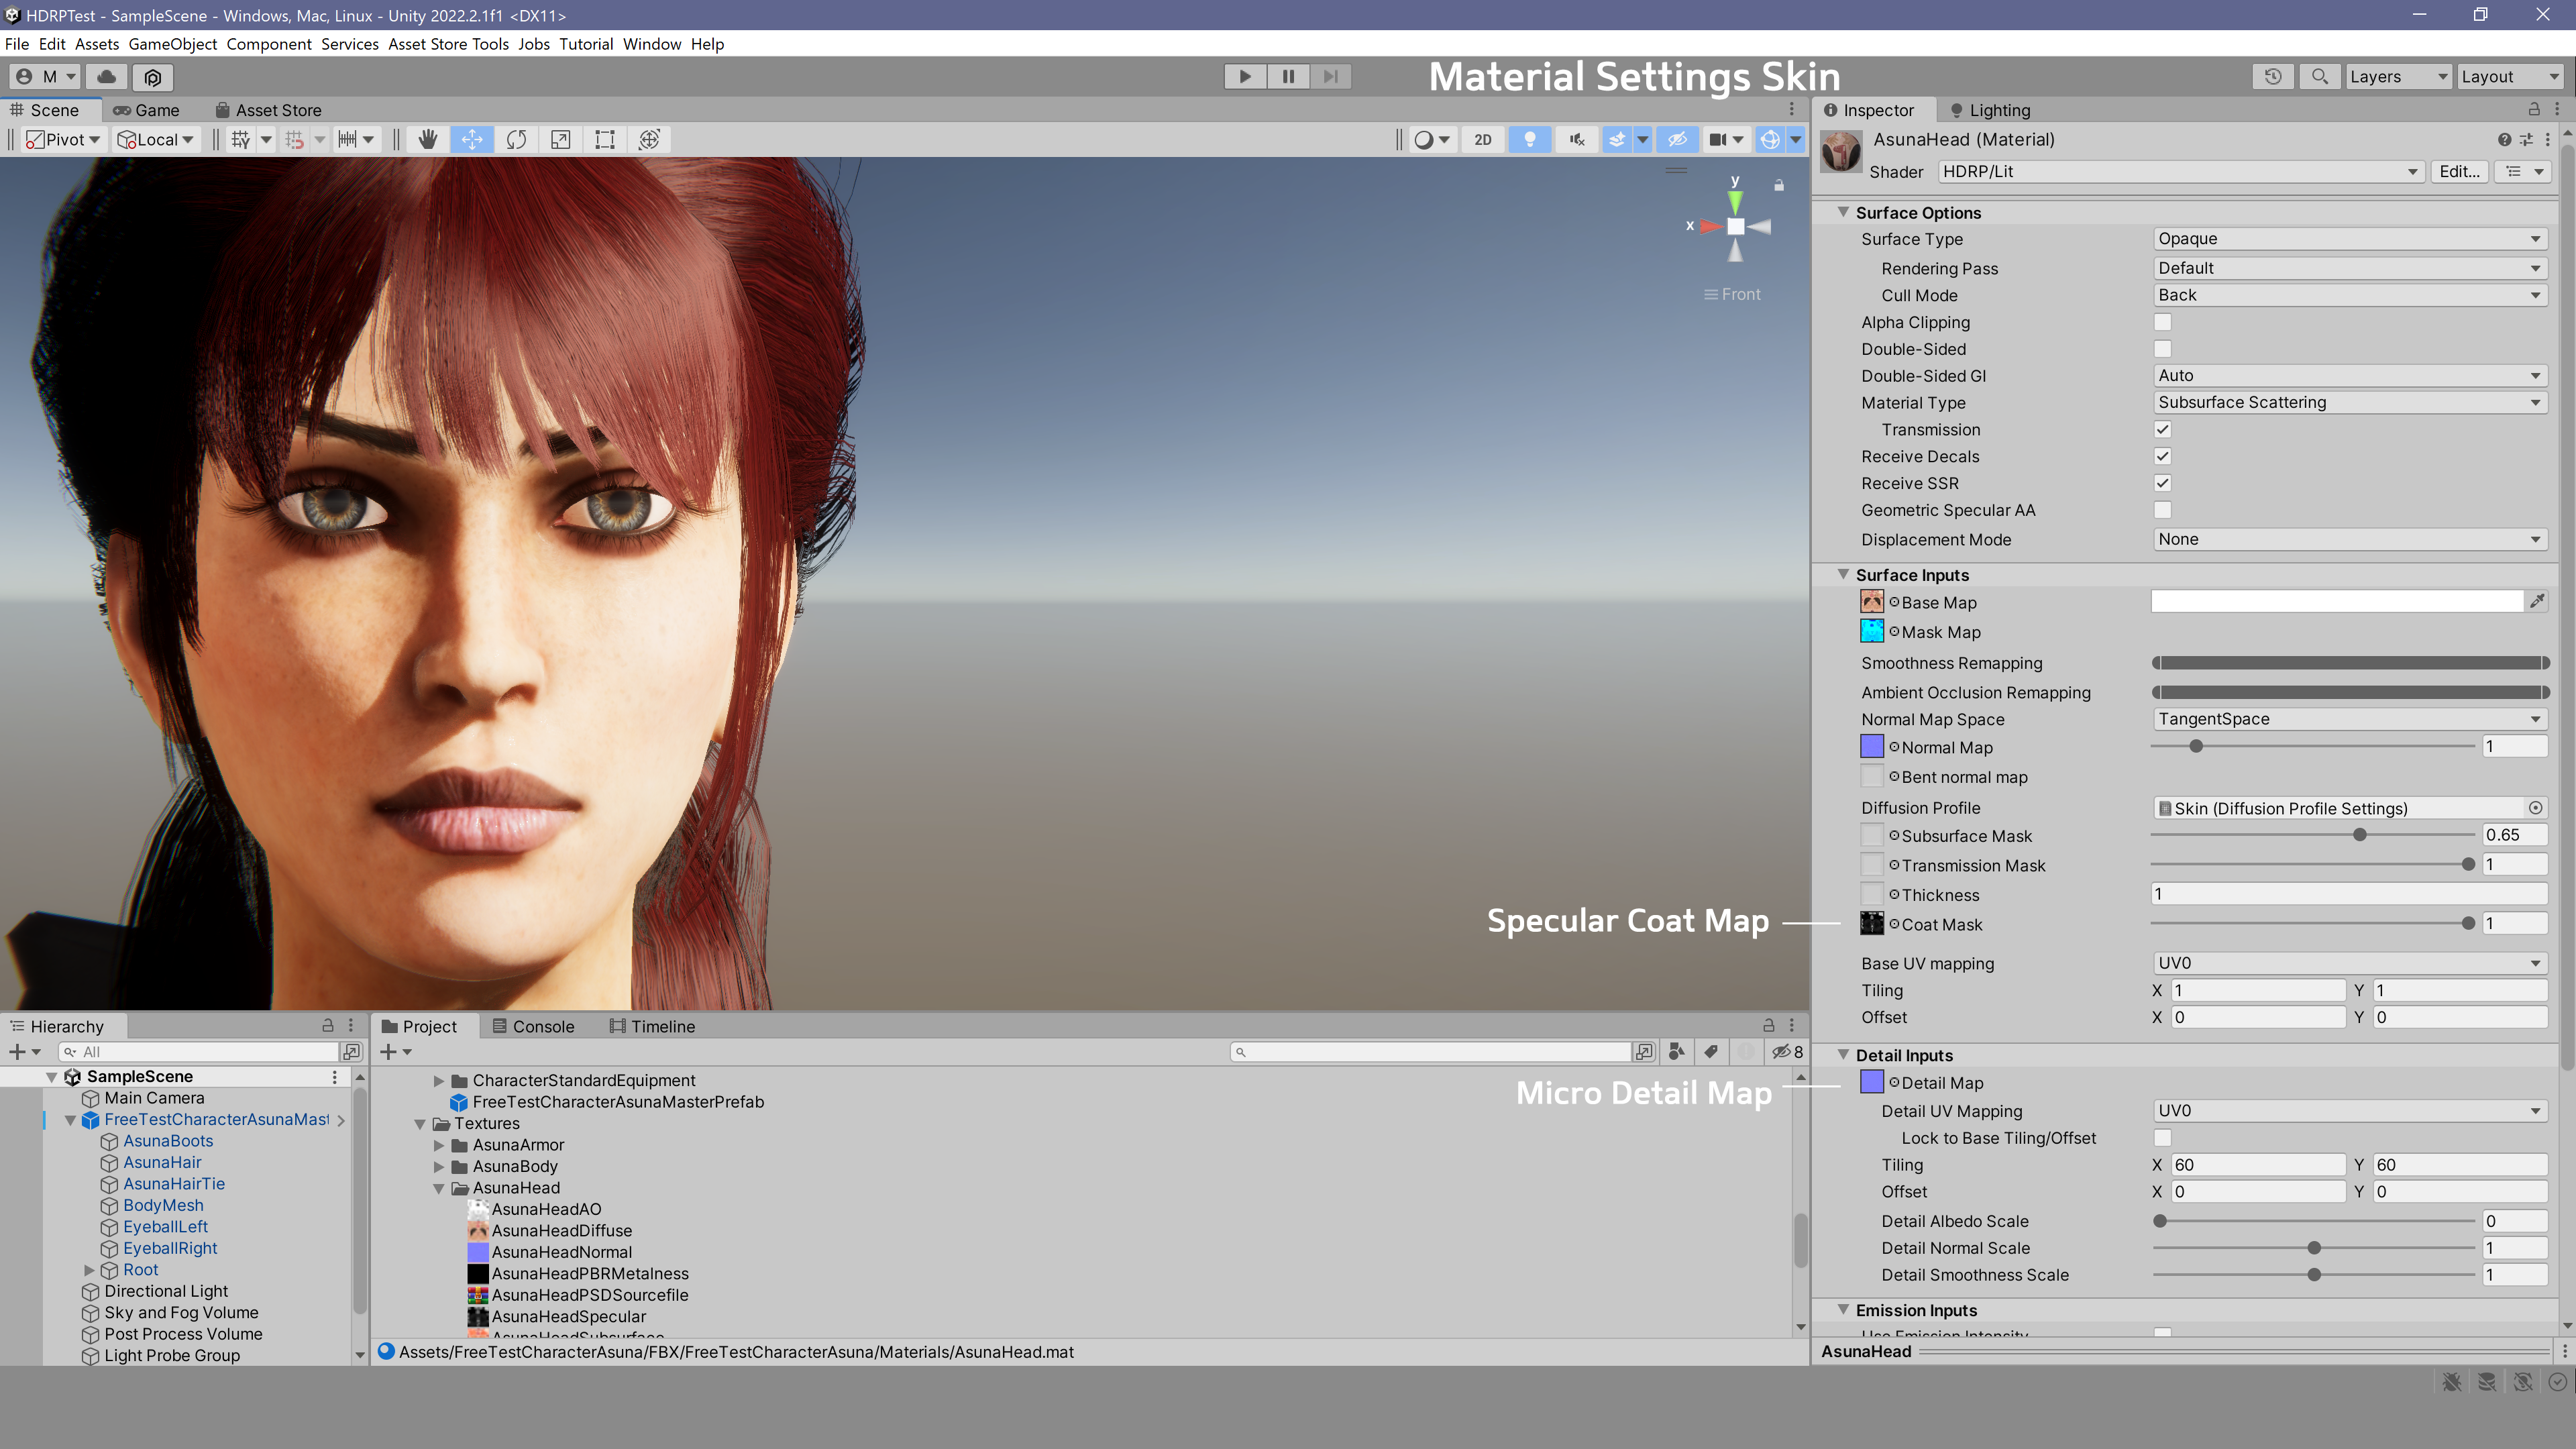 HDRPTest - SampleScene - Windows, Mac, Linux - Unity 2022.2.1f1 <DX11>
File Edit Assets GameObject Component Services Asset Store Tools Jobs Tutorial Window Help
M
Material Settings Skin
Layers
Layout
Scene
Game
Asset Store
Pivot
Local
2D
y
x
Front
Inspector
Lighting
AsunaHead (Material)
Shader HDRP/Lit Edit...
Surface Options
Surface Type Opaque
Rendering Pass Default
Cull Mode Back
Alpha Clipping
Double-Sided
Double-Sided GI Auto
Material Type Subsurface Scattering
Transmission
Receive Decals
Receive SSR
Geometric Specular AA
Displacement Mode None
Surface Inputs
Base Map
Mask Map
Smoothness Remapping
Ambient Occlusion Remapping
Normal Map Space TangentSpace
Normal Map 1
Bent normal map
Diffusion Profile Skin (Diffusion Profile Settings)
Subsurface Mask 0.65
Transmission Mask 1
Thickness 1
Specular Coat Map
Coat Mask 1
Base UV mapping UV0
Tiling X 1 Y 1
Offset X 0 Y 0
Detail Inputs
Micro Detail Map
Detail Map
Detail UV Mapping UV0
Lock to Base Tiling/Offset
Tiling X 60 Y 60
Offset X 0 Y 0
Detail Albedo Scale 0
Detail Normal Scale 1
Detail Smoothness Scale 1
Emission Inputs
Use Emission Intensity
AsunaHead
Hierarchy
All
SampleScene
Main Camera
FreeTestCharacterAsunaMast
AsunaBoots
AsunaHair
AsunaHairTie
BodyMesh
EyeballLeft
EyeballRight
Root
Directional Light
Sky and Fog Volume
Post Process Volume
Light Probe Group
Project
Console
Timeline
8
CharacterStandardEquipment
FreeTestCharacterAsunaMasterPrefab
Textures
AsunaArmor
AsunaBody
AsunaHead
AsunaHeadAO
AsunaHeadDiffuse
AsunaHeadNormal
AsunaHeadPBRMetalness
AsunaHeadPSDSourcefile
AsunaHeadSpecular
AsunaHeadSubsurface
Assets/FreeTestCharacterAsuna/FBX/FreeTestCharacterAsuna/Materials/AsunaHead.mat